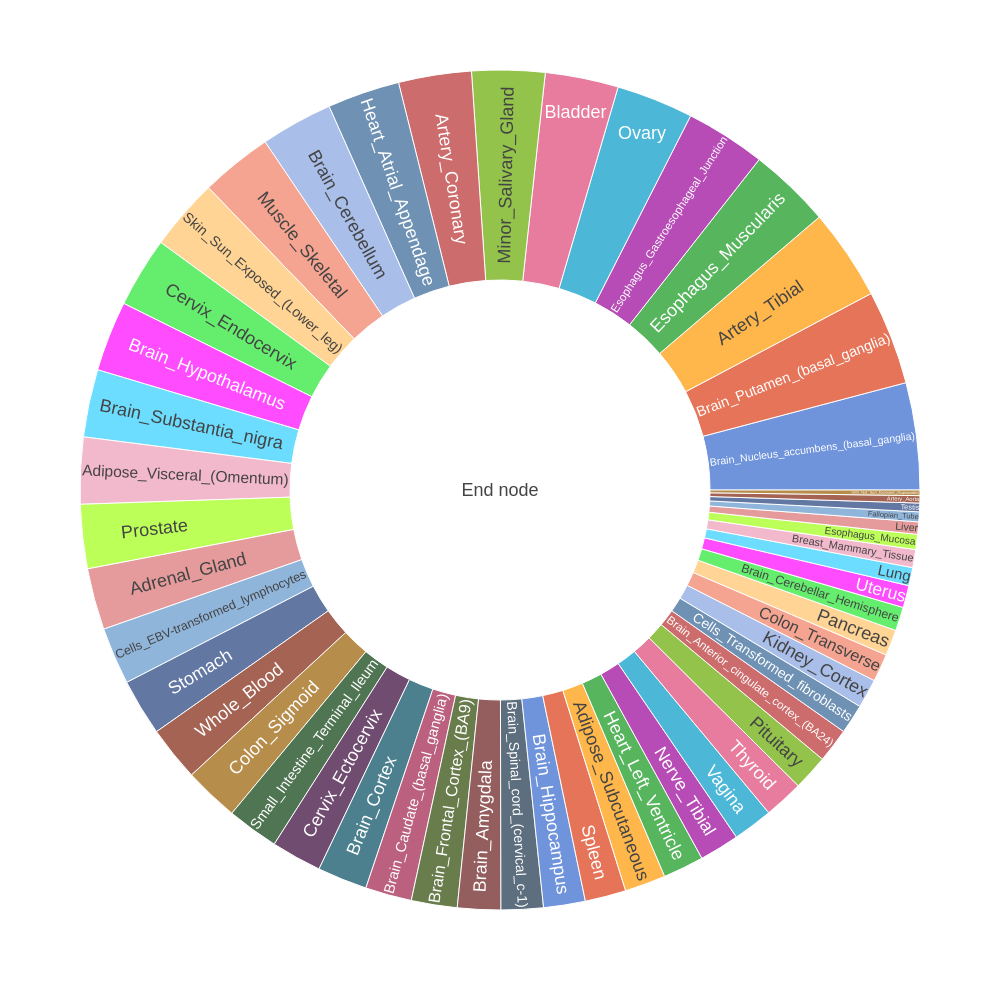 Minor_Salivary_Gland
Bladder
Ovary
Esophagus_Gastroesophageal_Junction
Esophagus_Muscularis
Artery_Tibial
Brain_Putamen_(basal_ganglia)
Brain_Nucleus_accumbens_(basal_ganglia)
Artery_Aorta
Testis
Fallopian_Tube
Liver
Esophagus_Mucosa
Breast_Mammary_Tissue
Lung
Uterus
Brain_Cerebellar_Hemisphere
Pancreas
Colon_Transverse
Kidney_Cortex
Cells_Transformed_fibroblasts
Brain_Anterior_cingulate_cortex_(BA24)
Pituitary
Thyroid
Vagina
Nerve_Tibial
Heart_Left_Ventricle
Adipose_Subcutaneous
Spleen
Brain_Hippocampus
Brain_Spinal_cord_(cervical_c-1)
Brain_Amygdala
Brain_Frontal_Cortex_(BA9)
Brain_Caudate_(basal_ganglia)
Brain_Cortex
Cervix_Ectocervix
Small_Intestine_Terminal_Ileum
Colon_Sigmoid
Whole_Blood
Stomach
Cells_EBV-transformed_lymphocytes
Adrenal_Gland
Prostate
Adipose_Visceral_(Omentum)
Brain_Substantia_nigra
Brain_Hypothalamus
Cervix_Endocervix
Skin_Sun_Exposed_(Lower_leg)
Muscle_Skeletal
Brain_Cerebellum
Heart_Atrial_Appendage
Artery_Coronary
End node